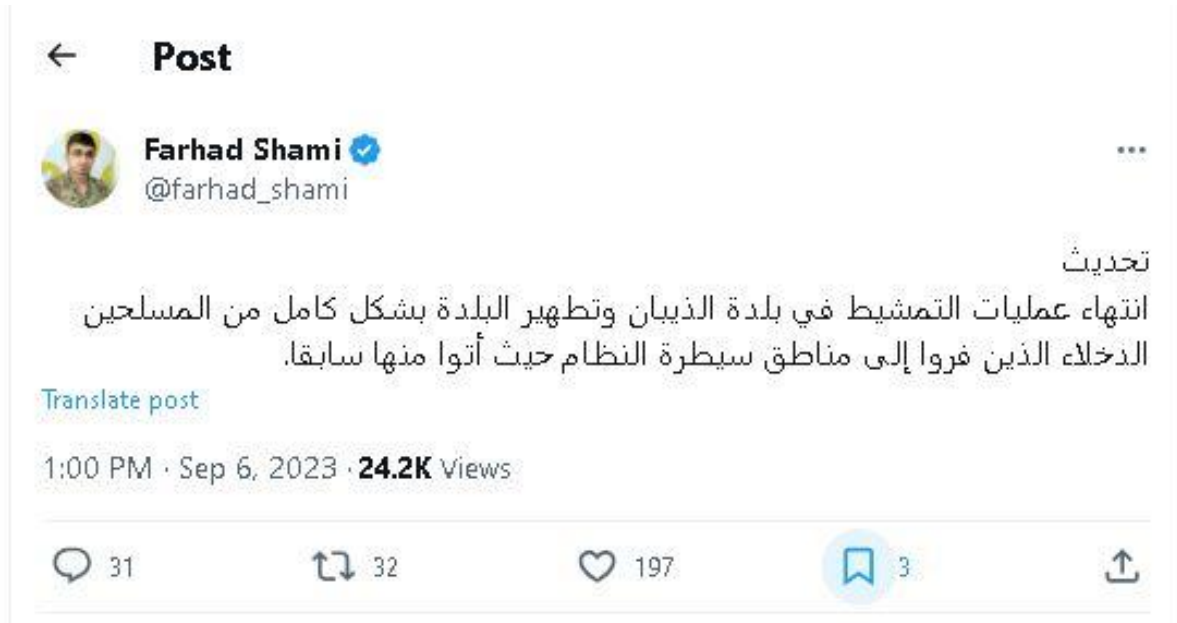 Post
Farhad Shami
@farhad_shami
تحديث
انتهاء عمليات التمشيط في بلدة الذيبان وتطهير البلدة بشكل كامل من المسلحين
الدخلاء الذين فروا إلى مناطق سيطرة النظام حيث أتوا منها سابقا.
Translate post
1:00 PM · Sep 6, 2023 · 24.2K Views
31 32 197 3